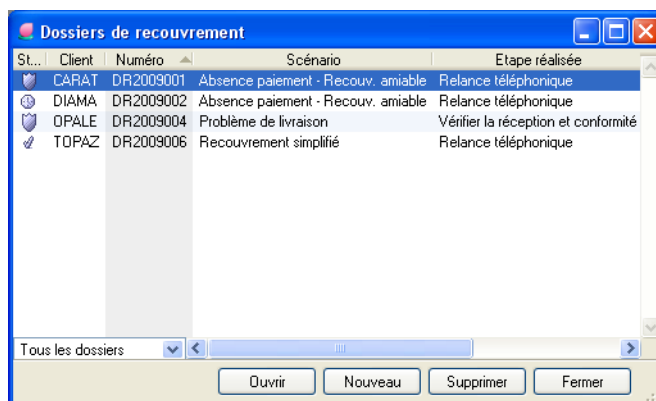 Dossiers de recouvrement
St... Client Numéro Scénario Etape réalisée
CARAT DR2009001 Absence paiement - Recouv. amiable Relance téléphonique
DIAMA DR2009002 Absence paiement - Recouv. amiable Relance téléphonique
OPALE DR2009004 Problème de livraison Vérifier la réception et conformité
TOPAZ DR2009006 Recouvrement simplifié Relance téléphonique
Tous les dossiers
Ouvrir Nouveau Supprimer Fermer